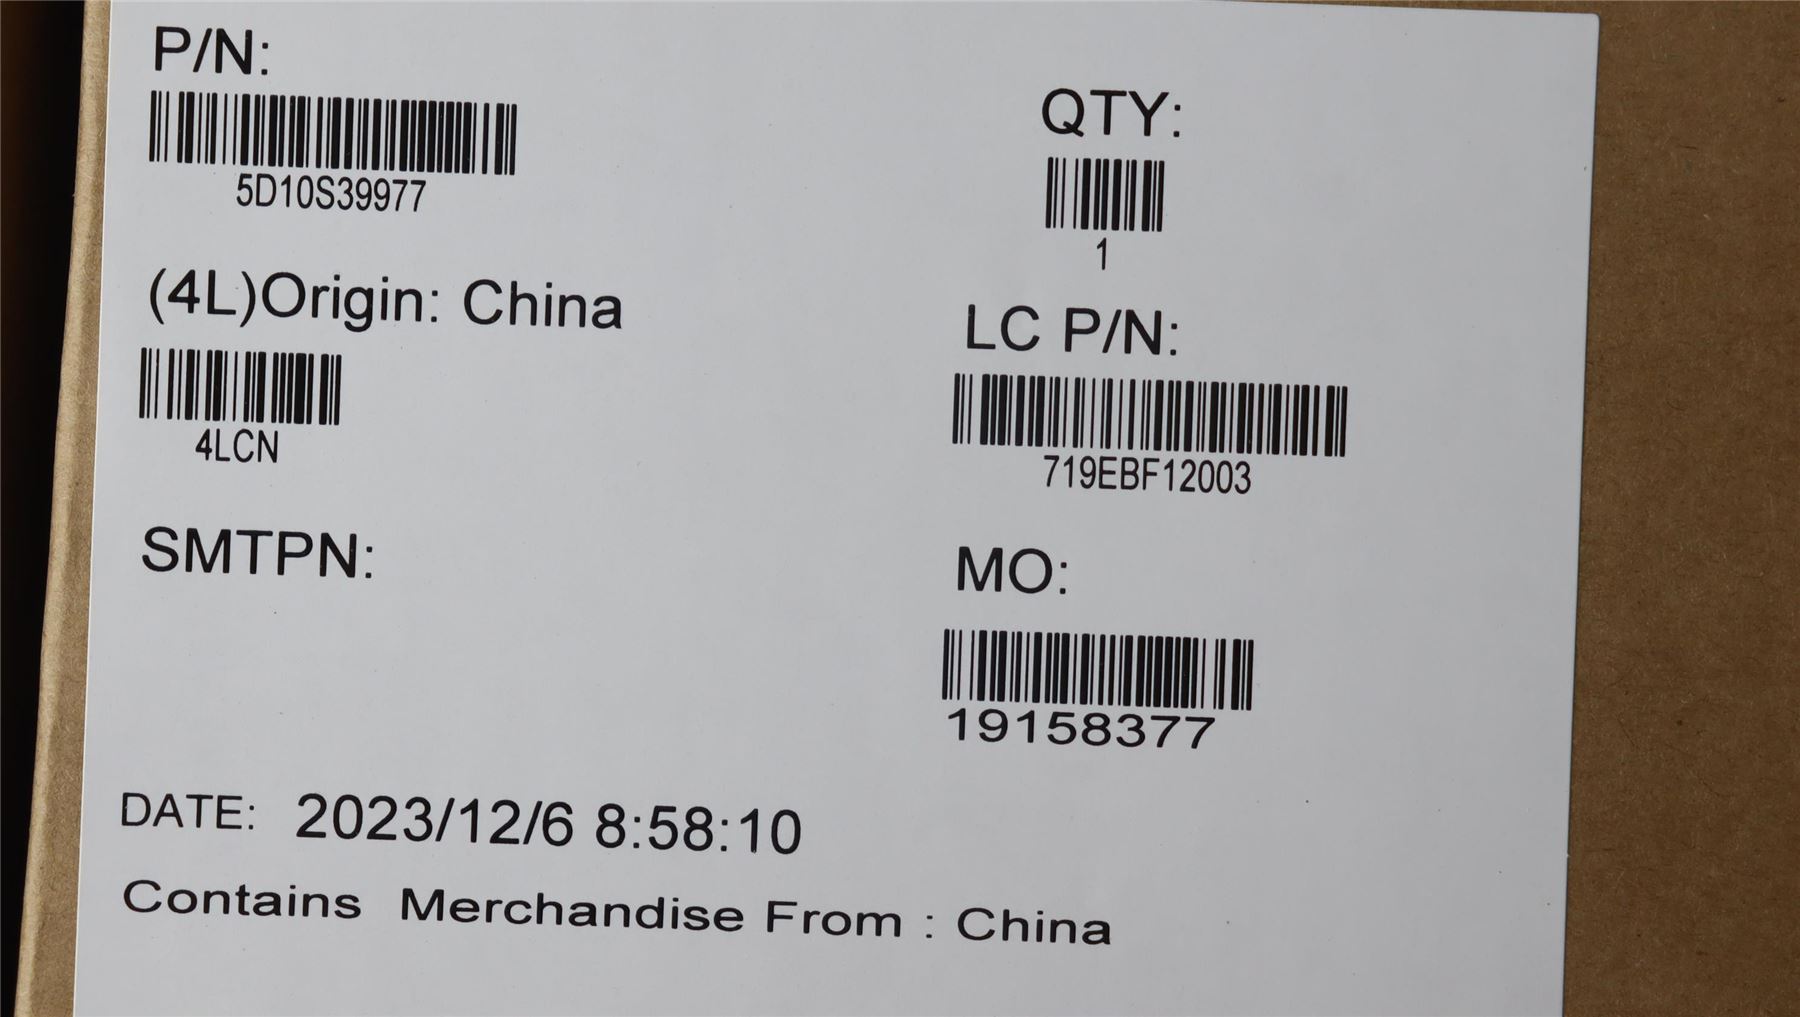 P/N:
5D10S39977
QTY:
1
(4L)Origin: China
4LCN
LC P/N:
719EBF12003
SMTPN:
MO:
19158377
DATE: 2023/12/6 8:58:10
Contains Merchandise From : China